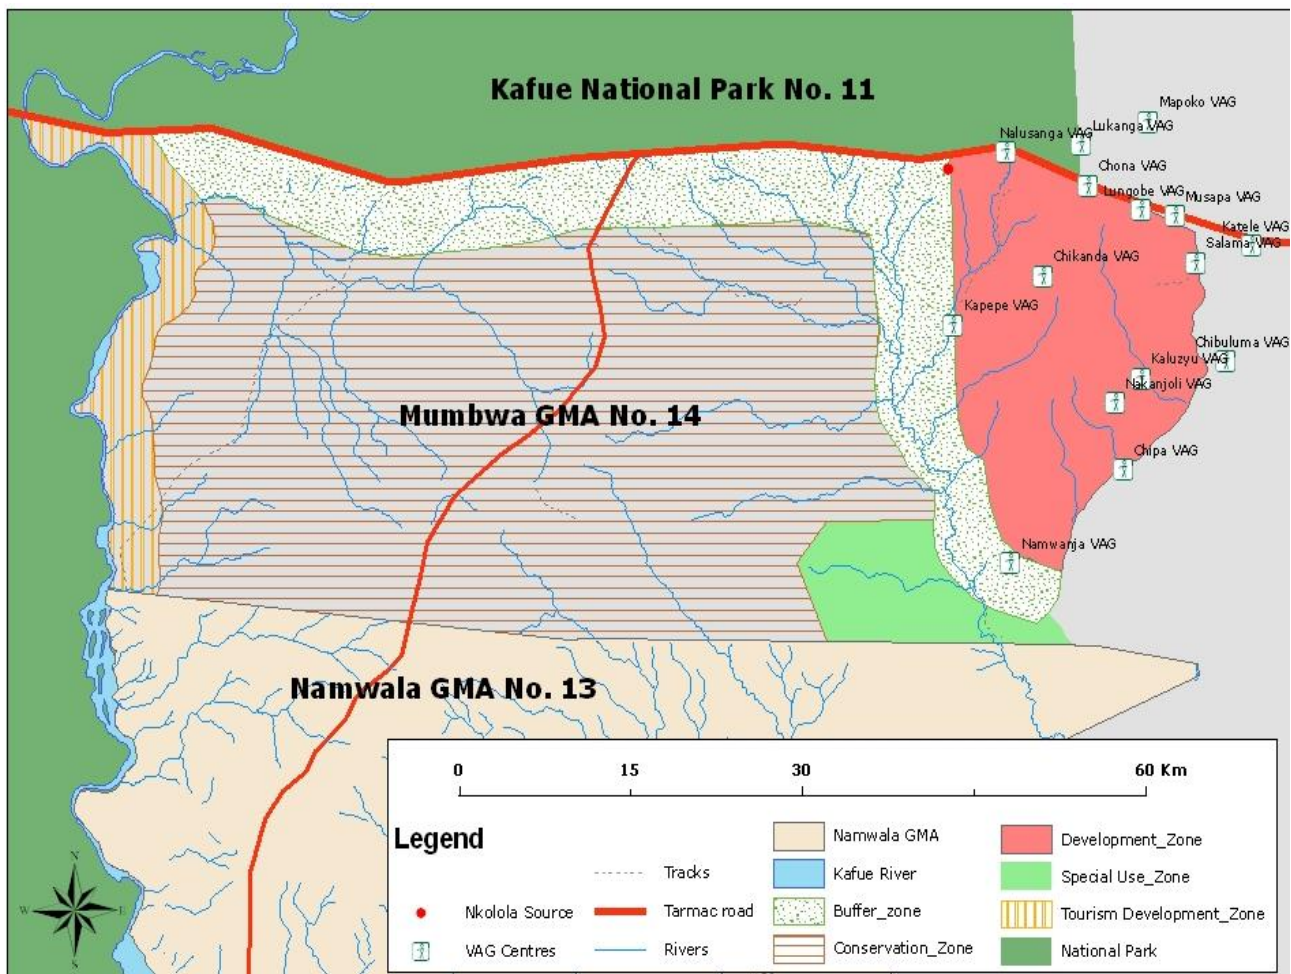 Kafue National Park No. 11
Mapoko VAG
Lukanga VAG
Nalusanga VAG
Chona VAG
Lungobe VAG
Musapa VAG
Katele VAG
Salama VAG
Chikanda VAG
Kapepe VAG
Chibuluma VAG
Kaluzyu VAG
Nakanjoli VAG
Mumbwa GMA No. 14
Chipa VAG
Namwanja VAG
Namwala GMA No. 13
0 15 30 60 Km
Legend
Nkolola Source
VAG Centres
Tracks
Tarmac road
Rivers
Namwala GMA
Kafue River
Buffer_zone
Conservation_Zone
Development_Zone
Special Use_Zone
Tourism Development_Zone
National Park
N
W E
S